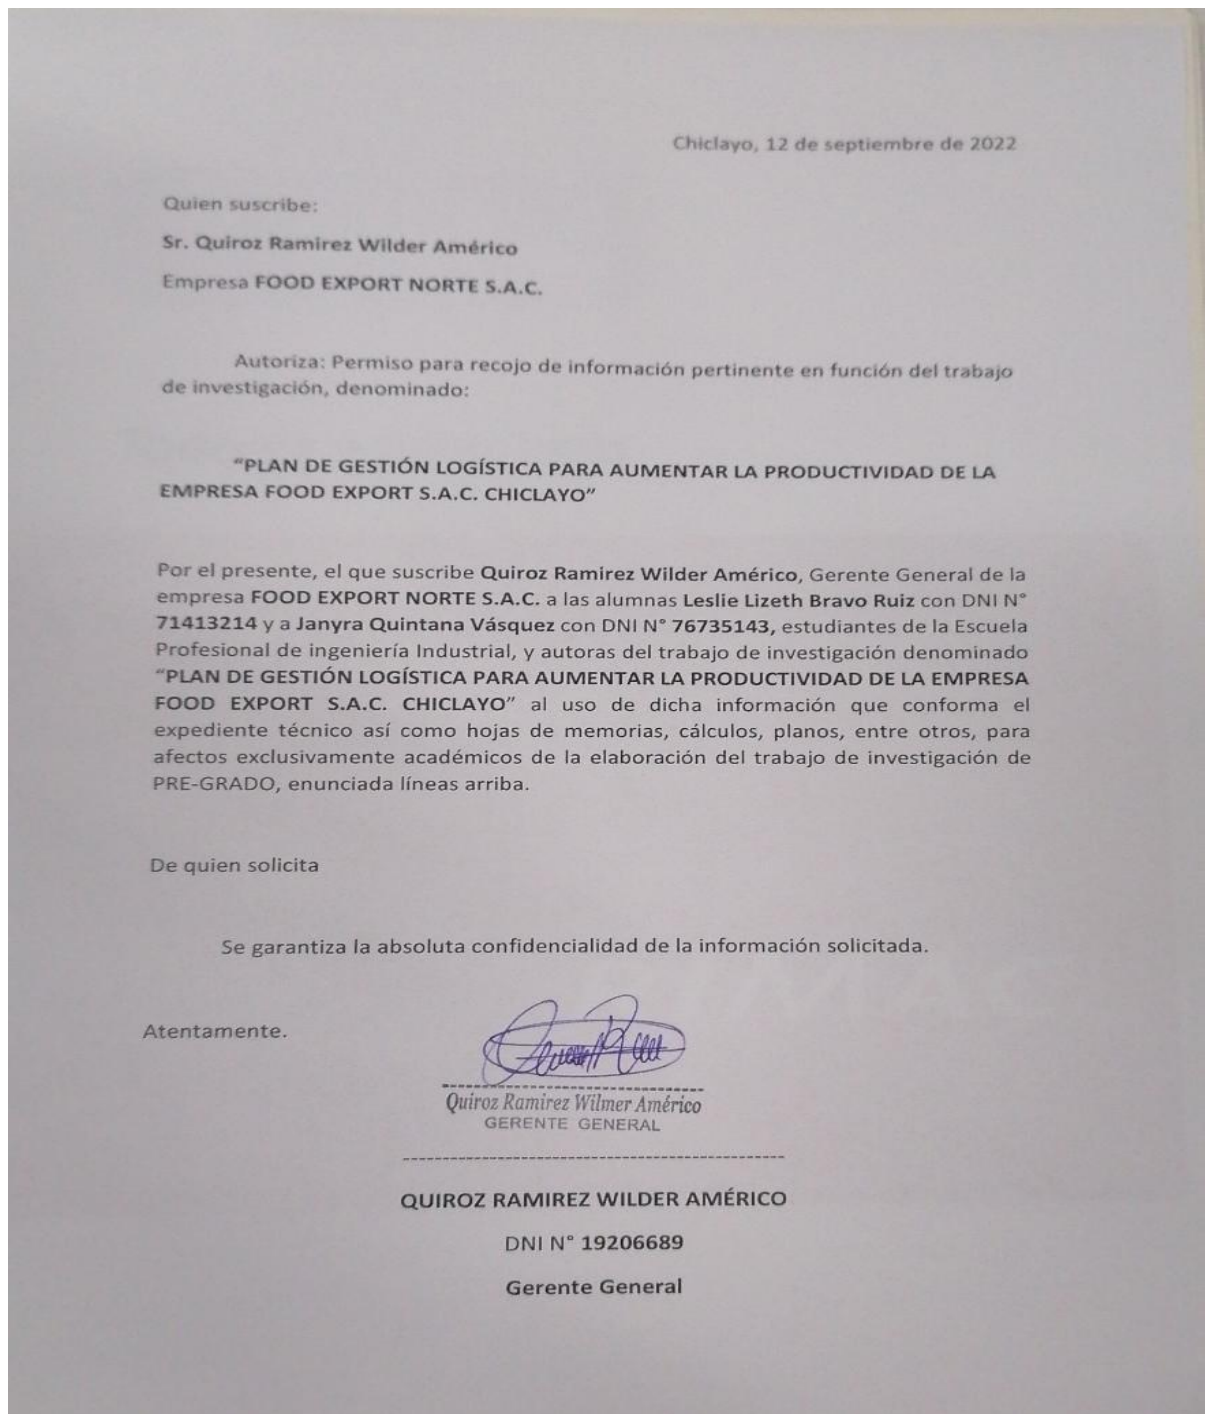 Chiclayo, 12 de septiembre de 2022
Quien suscribe:
Sr. Quiroz Ramirez Wilder Américo
Empresa FOOD EXPORT NORTE S.A.C.
Autoriza: Permiso para recojo de información pertinente en función del trabajo
de investigación, denominado:
“PLAN DE GESTIÓN LOGÍSTICA PARA AUMENTAR LA PRODUCTIVIDAD DE LA
EMPRESA FOOD EXPORT S.A.C. CHICLAYO”
Por el presente, el que suscribe Quiroz Ramirez Wilder Américo, Gerente General de la
empresa FOOD EXPORT NORTE S.A.C. a las alumnas Leslie Lizeth Bravo Ruiz con DNI N°
71413214 y a Janyra Quintana Vásquez con DNI N° 76735143, estudiantes de la Escuela
Profesional de ingeniería Industrial, y autoras del trabajo de investigación denominado
“PLAN DE GESTIÓN LOGÍSTICA PARA AUMENTAR LA PRODUCTIVIDAD DE LA EMPRESA
FOOD EXPORT S.A.C. CHICLAYO” al uso de dicha información que conforma el
expediente técnico así como hojas de memorias, cálculos, planos, entre otros, para
afectos exclusivamente académicos de la elaboración del trabajo de investigación de
PRE-GRADO, enunciada líneas arriba.
De quien solicita
Se garantiza la absoluta confidencialidad de la información solicitada.
Atentamente.
Quiroz Ramirez Wilmer Américo
GERENTE GENERAL
QUIROZ RAMIREZ WILDER AMÉRICO
DNI N° 19206689
Gerente General